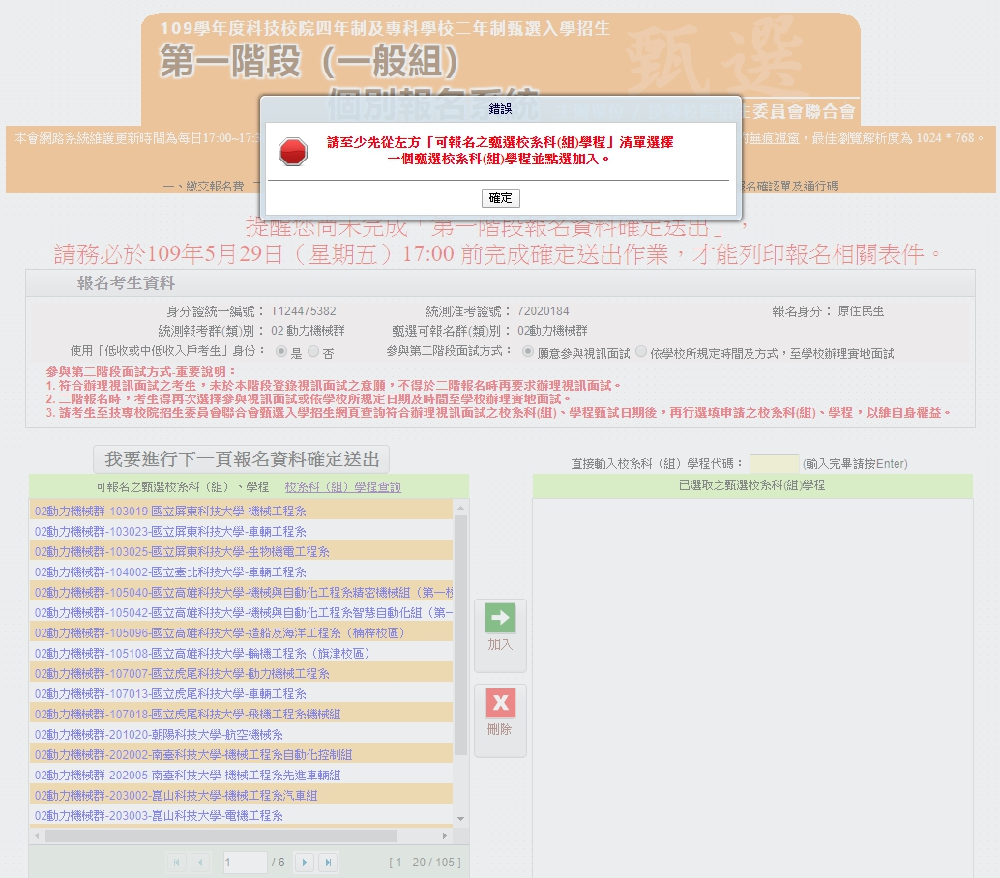 109學年度科技校院四年制及專科學校二年制甄選入學招生
第一階段（一般組）
個別報名系統
委員會聯合會
本會網路系統維護更新時間為每日17:00~17:3
的無痕視窗，最佳瀏覽解析度為 1024 * 768。
一、繳交報名費
報名確認單及通行碼
錯誤
請至少先從左方「可報名之甄選校系科(組)學程」清單選擇
一個甄選校系科(組)學程並點選加入。
確定
提醒您尚未完成「第一階段報名資料確定送出」，
請務必於109年5月29日（星期五）17:00 前完成確定送出作業，才能列印報名相關表件。
報名考生資料
身分證統一編號： T124475382 統測准考證號： 72020184 報名身分： 原住民生
統測報考群(類)別： 02 動力機械群 甄選可報名群(類)別： 02動力機械群
使用「低收或中低收入戶考生」身份： 是 否 參與第二階段面試方式： 願意參與視訊面試 依學校所規定時間及方式，至學校辦理實地面試
參與第二階段面試方式-重要說明：
1. 符合辦理視訊面試之考生，未於本階段登錄視訊面試之意願，不得於二階報名時再要求辦理視訊面試。
2. 二階報名時，考生得再次選擇參與視訊面試或依學校所規定日期及時間至學校辦理實地面試。
3. 請考生至技專校院招生委員會聯合會甄選入學招生網頁查詢符合辦理視訊面試之校系科(組)、學程甄試日期後，再行選填申請之校系科(組)、學程，以維自身權益。
我要進行下一頁報名資料確定送出
直接輸入校系科（組）學程代碼： (輸入完畢請按Enter)
可報名之甄選校系科（組）、學程 校系科（組）學程查詢
已選取之甄選校系科(組)學程
02動力機械群-103019-國立屏東科技大學-機械工程系
02動力機械群-103023-國立屏東科技大學-車輛工程系
02動力機械群-103025-國立屏東科技大學-生物機電工程系
02動力機械群-104002-國立臺北科技大學-車輛工程系
02動力機械群-105040-國立高雄科技大學-機械與自動化工程系精密機械組（第一校
02動力機械群-105042-國立高雄科技大學-機械與自動化工程系智慧自動化組（第一
02動力機械群-105096-國立高雄科技大學-造船及海洋工程系（楠梓校區）
02動力機械群-105108-國立高雄科技大學-輪機工程系（旗津校區）
02動力機械群-107007-國立虎尾科技大學-動力機械工程系
02動力機械群-107013-國立虎尾科技大學-車輛工程系
02動力機械群-107018-國立虎尾科技大學-飛機工程系機械組
02動力機械群-201020-朝陽科技大學-航空機械系
02動力機械群-202002-南臺科技大學-機械工程系自動化控制組
02動力機械群-202005-南臺科技大學-機械工程系先進車輛組
02動力機械群-203002-崑山科技大學-機械工程系汽車組
02動力機械群-203003-崑山科技大學-電機工程系
加入
刪除
1 / 6 [ 1 - 20 / 105 ]